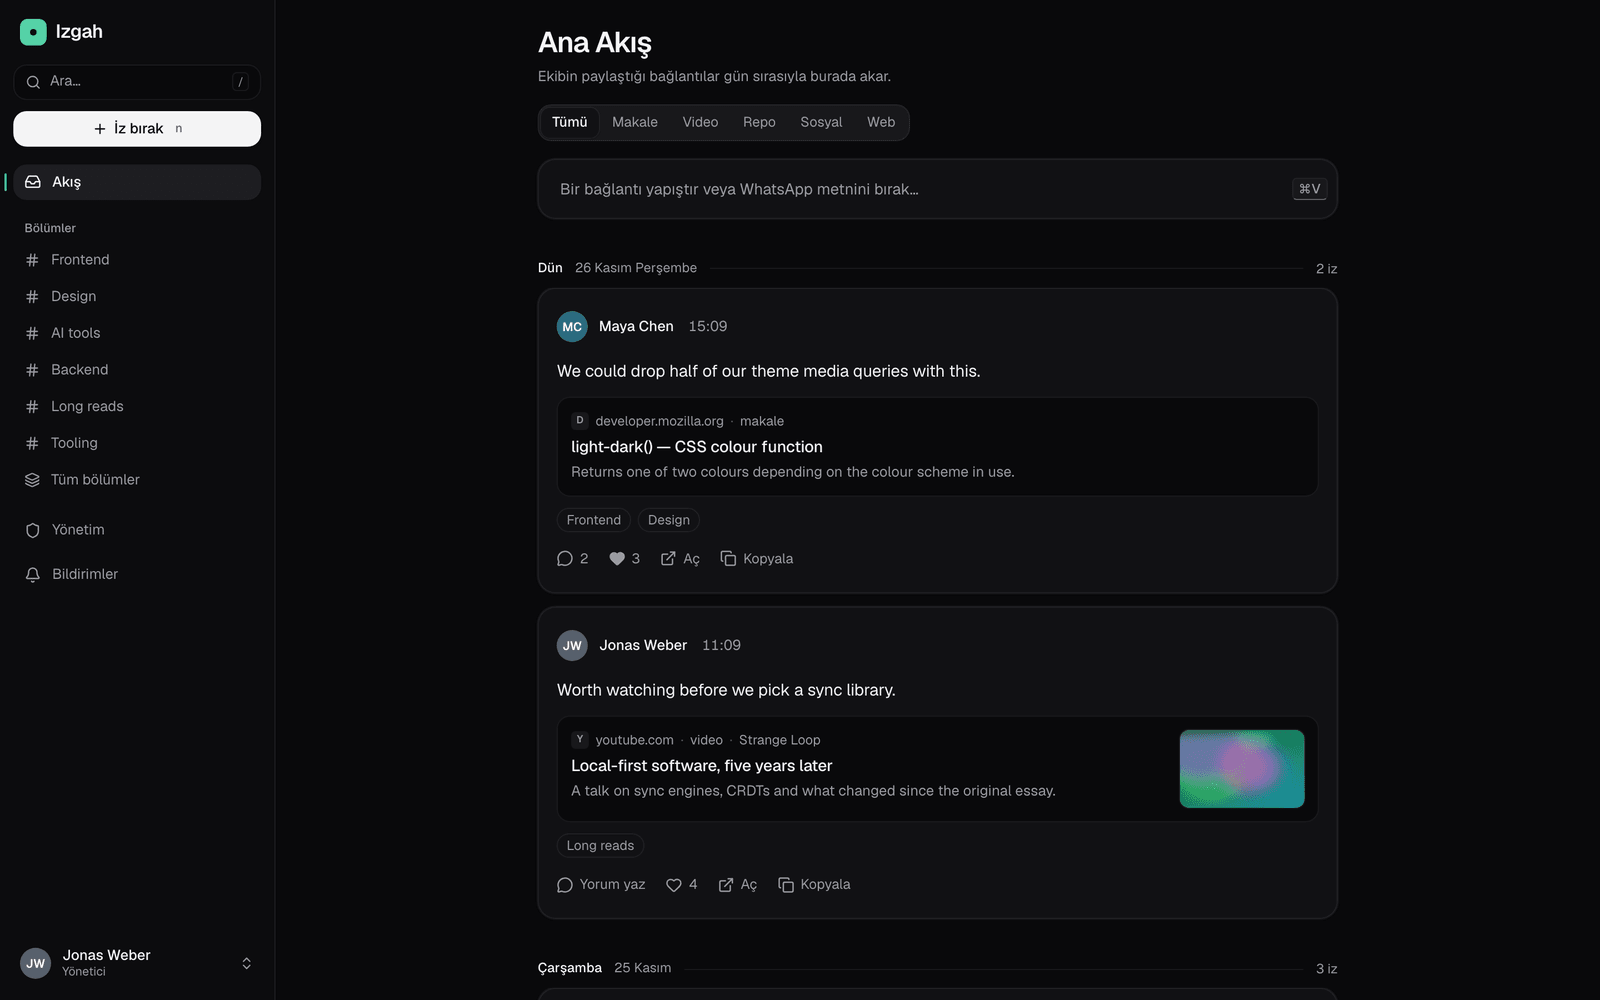 Izgah
Ara... /
İz bırak n
Akış
Bölümler
Frontend
Design
AI tools
Backend
Long reads
Tooling
Tüm bölümler
Yönetim
Bildirimler
JW Jonas Weber
Yönetici
Ana Akış
Ekibin paylaştığı bağlantılar gün sırasıyla burada akar.
Tümü Makale Video Repo Sosyal Web
Bir bağlantı yapıştır veya WhatsApp metnini bırak... ⌘V
Dün 26 Kasım Perşembe 2 iz
MC Maya Chen 15:09
We could drop half of our theme media queries with this.
D developer.mozilla.org · makale
light-dark() — CSS colour function
Returns one of two colours depending on the colour scheme in use.
Frontend Design
2 3 Aç Kopyala
JW Jonas Weber 11:09
Worth watching before we pick a sync library.
Y youtube.com · video · Strange Loop
Local-first software, five years later
A talk on sync engines, CRDTs and what changed since the original essay.
Long reads
Yorum yaz 4 Aç Kopyala
Çarşamba 25 Kasım 3 iz